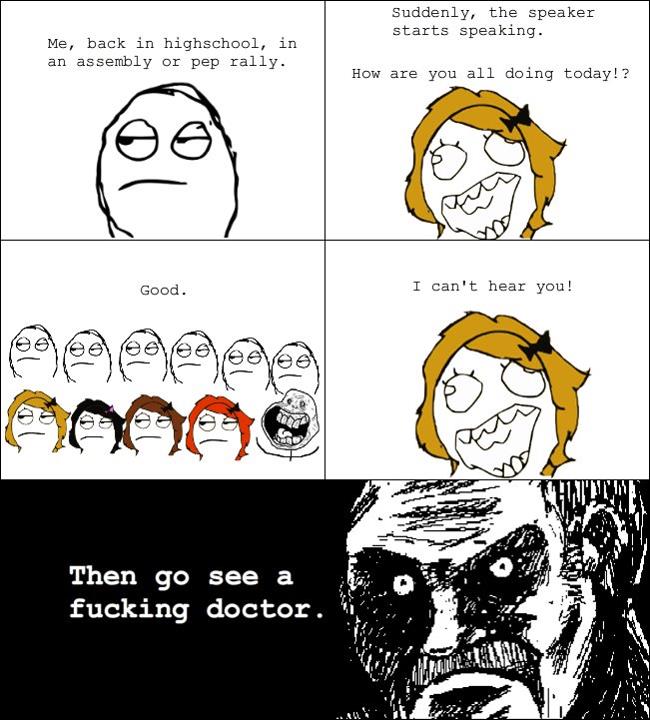 Me, back in highschool, in
an assembly or pep rally.
Suddenly, the speaker
starts speaking.
How are you all doing today!?
Good.
I can't hear you!
Then go see a
fucking doctor.